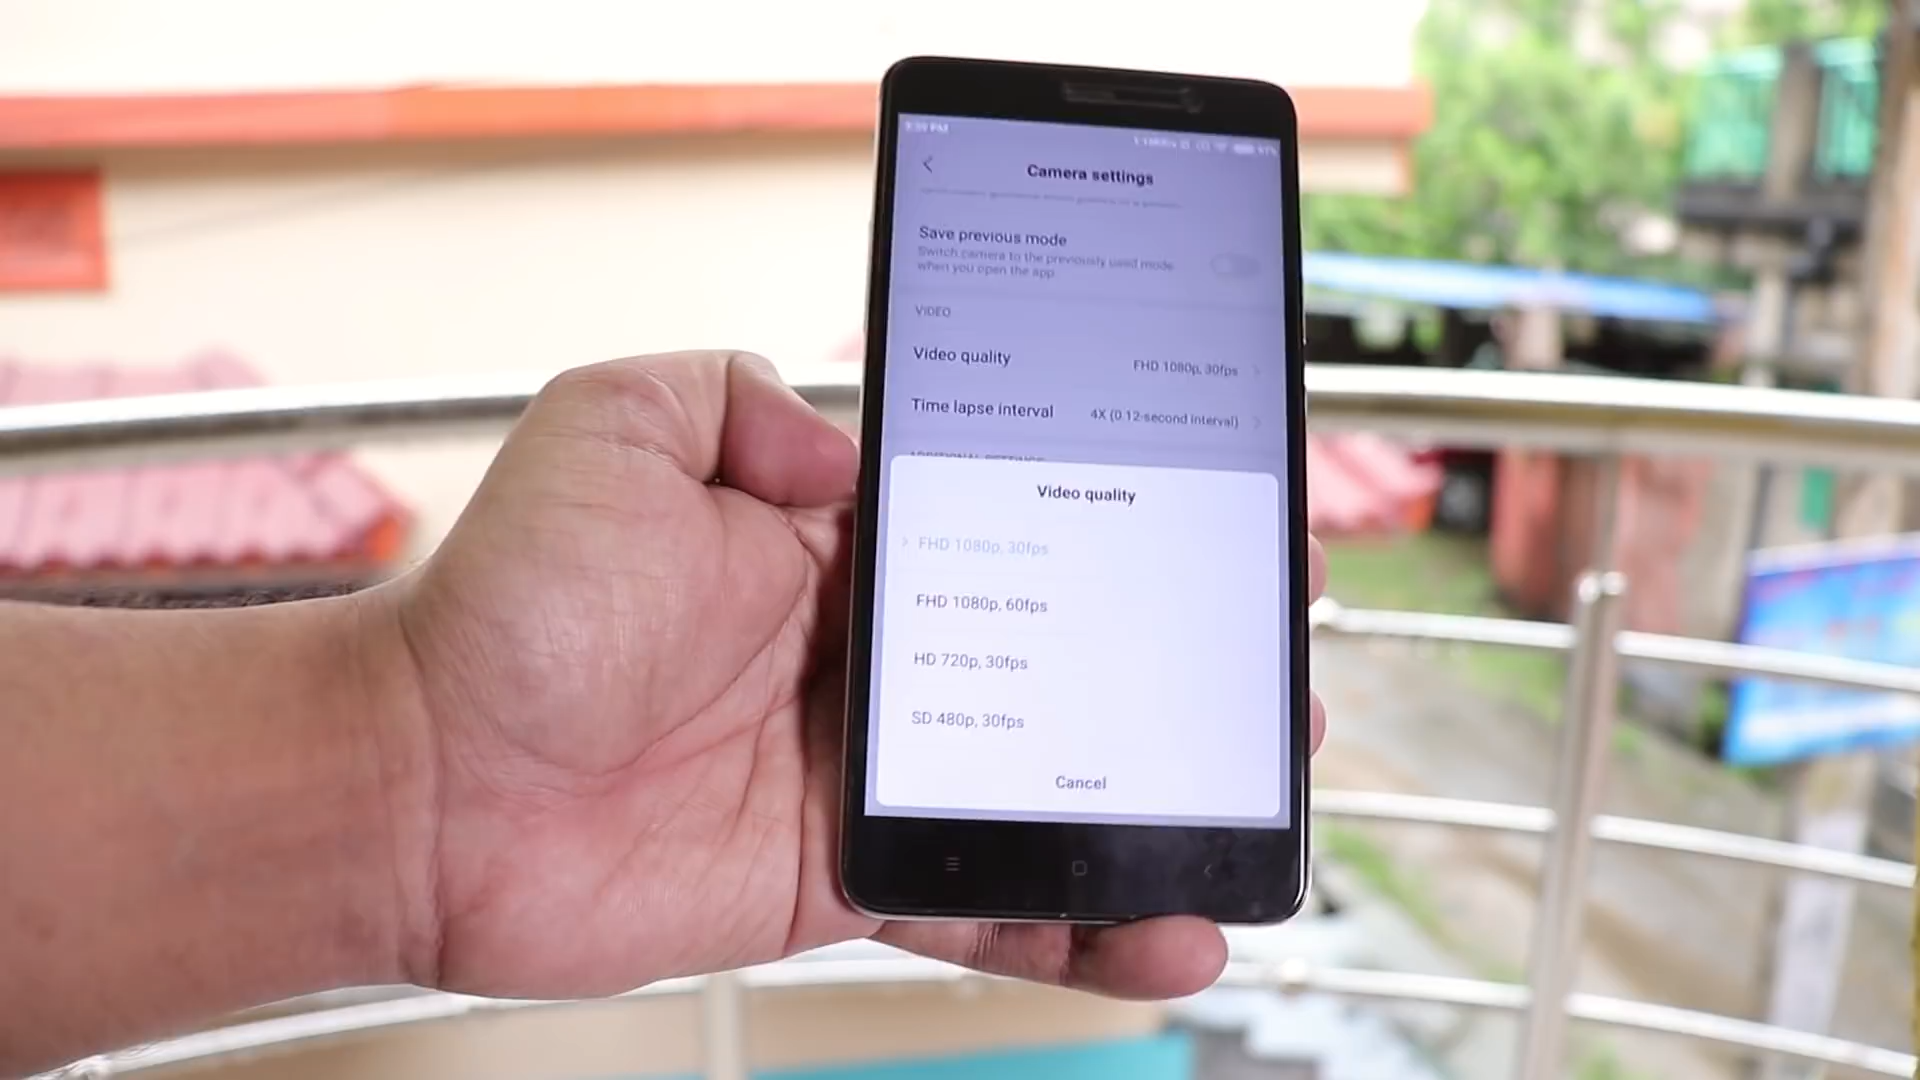 Camera settings
Save previous mode
Switch camera to the previously used mode
when you open the app
VIDEO
Video quality FHD 1080p, 30fps
Time lapse interval 4X (0.12-second interval)
ADDITIONAL SETTINGS
Video quality
FHD 1080p, 30fps
FHD 1080p, 60fps
HD 720p, 30fps
SD 480p, 30fps
Cancel